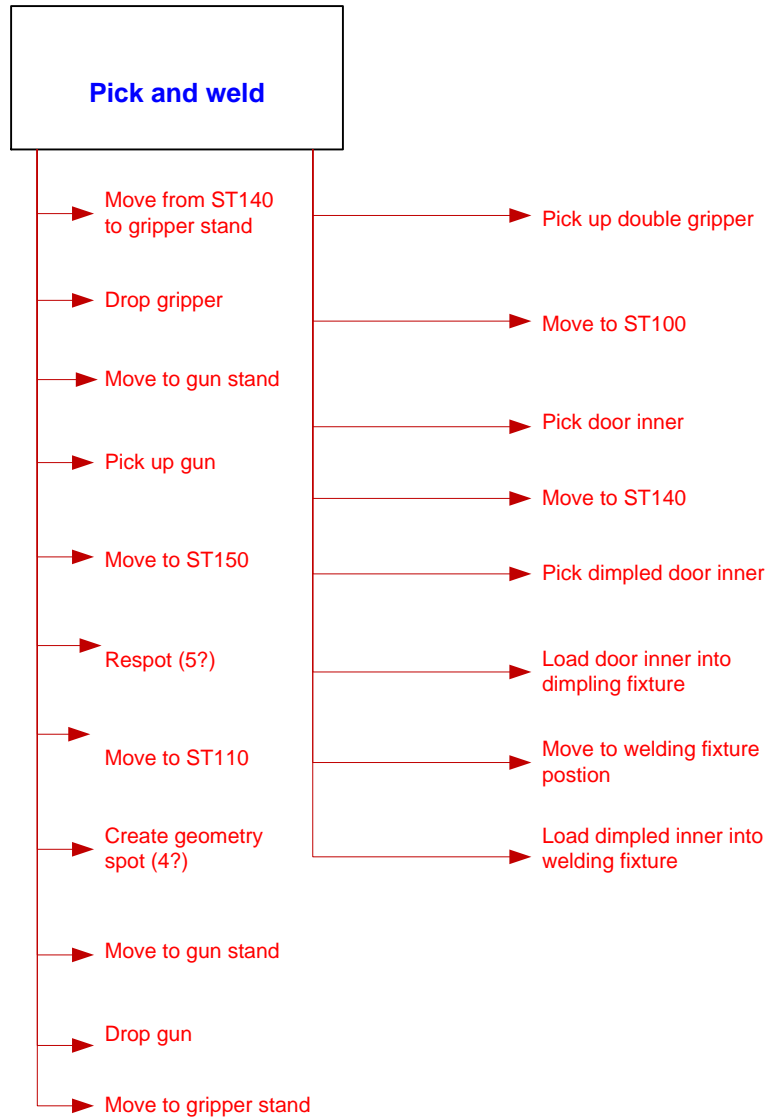 Pick and weld
Move from ST140
to gripper stand
Drop gripper
Move to gun stand
Pick up gun
Move to ST150
Respot (5?)
Move to ST110
Create geometry
spot (4?)
Move to gun stand
Drop gun
Move to gripper stand
Pick up double gripper
Move to ST100
Pick door inner
Move to ST140
Pick dimpled door inner
Load door inner into
dimpling fixture
Move to welding fixture
postion
Load dimpled inner into
welding fixture